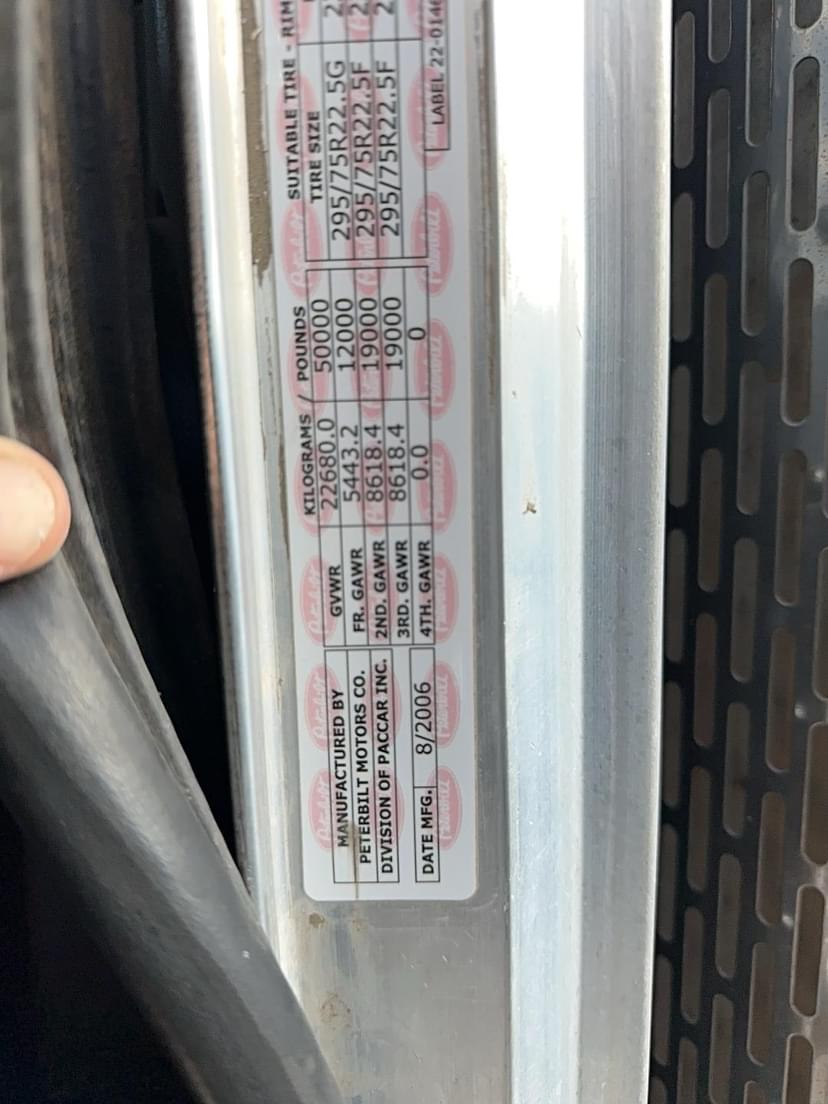 MANUFACTURED BY
PETERBILT MOTORS CO.
DIVISION OF PACCAR INC.
DATE MFG. 8/2006
KILOGRAMS / POUNDS
GVWR 22680.0 50000
FR. GAWR 5443.2 12000
2ND. GAWR 8618.4 19000
3RD. GAWR 8618.4 19000
4TH. GAWR 0.0 0
SUITABLE TIRE - RIM
TIRE SIZE
295/75R22.5G
295/75R22.5F
295/75R22.5F
LABEL 22-0146